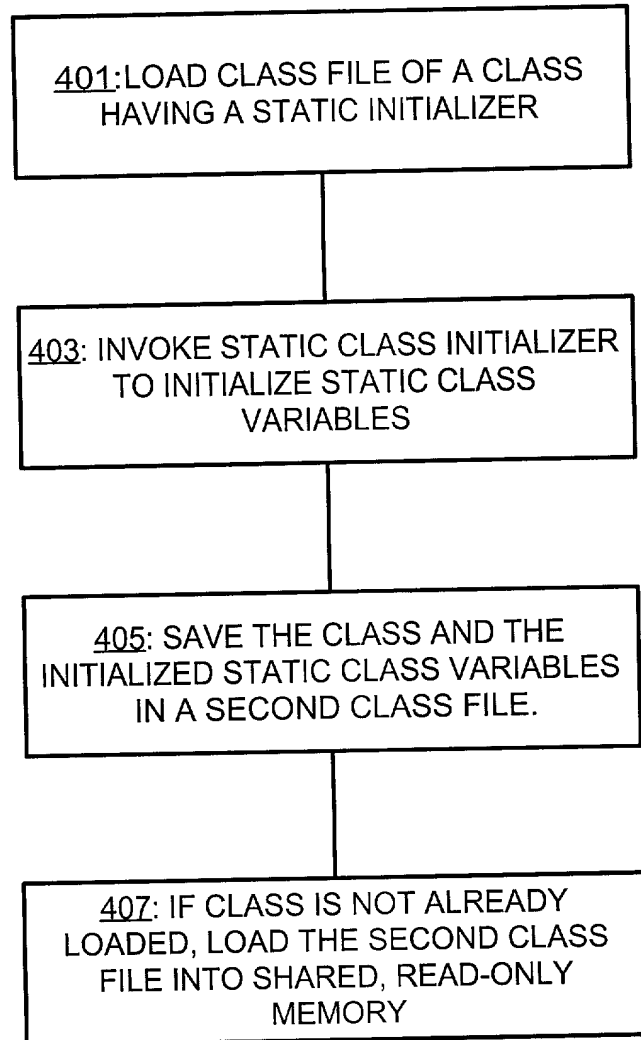 401:LOAD CLASS FILE OF A CLASS
HAVING A STATIC INITIALIZER
403: INVOKE STATIC CLASS INITIALIZER
TO INITIALIZE STATIC CLASS
VARIABLES
405: SAVE THE CLASS AND THE
INITIALIZED STATIC CLASS VARIABLES
IN A SECOND CLASS FILE.
407: IF CLASS IS NOT ALREADY
LOADED, LOAD THE SECOND CLASS
FILE INTO SHARED, READ-ONLY
MEMORY